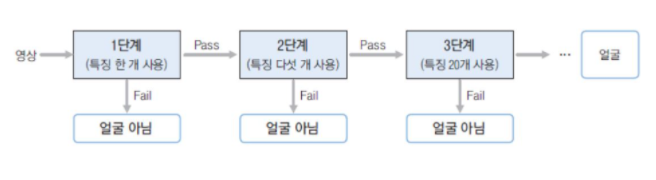 영상
1단계
(특징 한 개 사용)
Pass
2단계
(특징 다섯 개 사용)
Pass
3단계
(특징 20개 사용)
...
얼굴
Fail
Fail
Fail
얼굴 아님
얼굴 아님
얼굴 아님